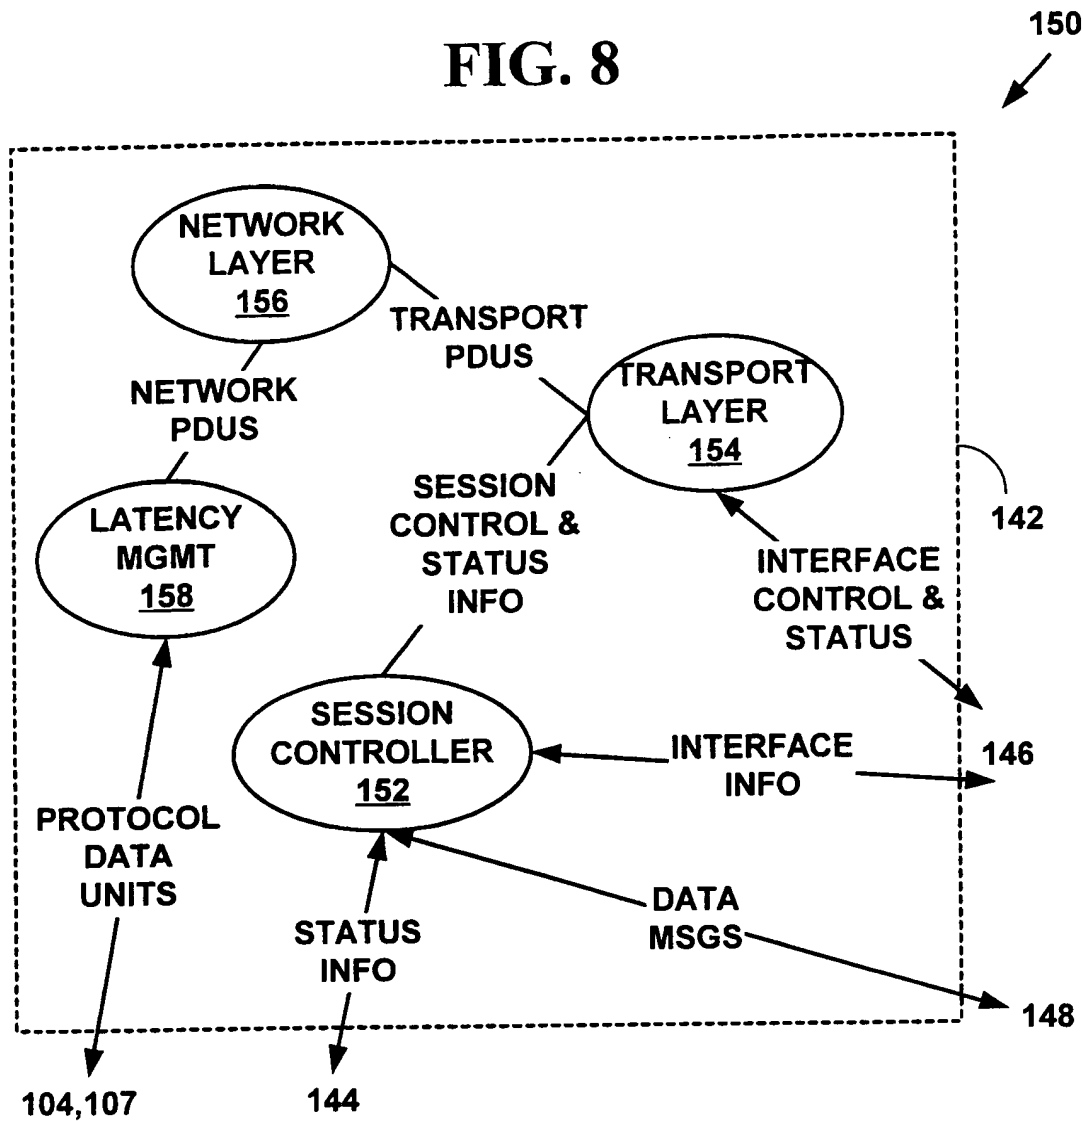 150
FIG. 8
NETWORK
LAYER
156
TRANSPORT
PDUS
NETWORK
PDUS
TRANSPORT
LAYER
154
SESSION
CONTROL &
STATUS
INFO
142
LATENCY
MGMT
158
INTERFACE
CONTROL &
STATUS
SESSION
CONTROLLER
152
INTERFACE
INFO
146
PROTOCOL
DATA
UNITS
STATUS
INFO
DATA
MSGS
148
104,107
144